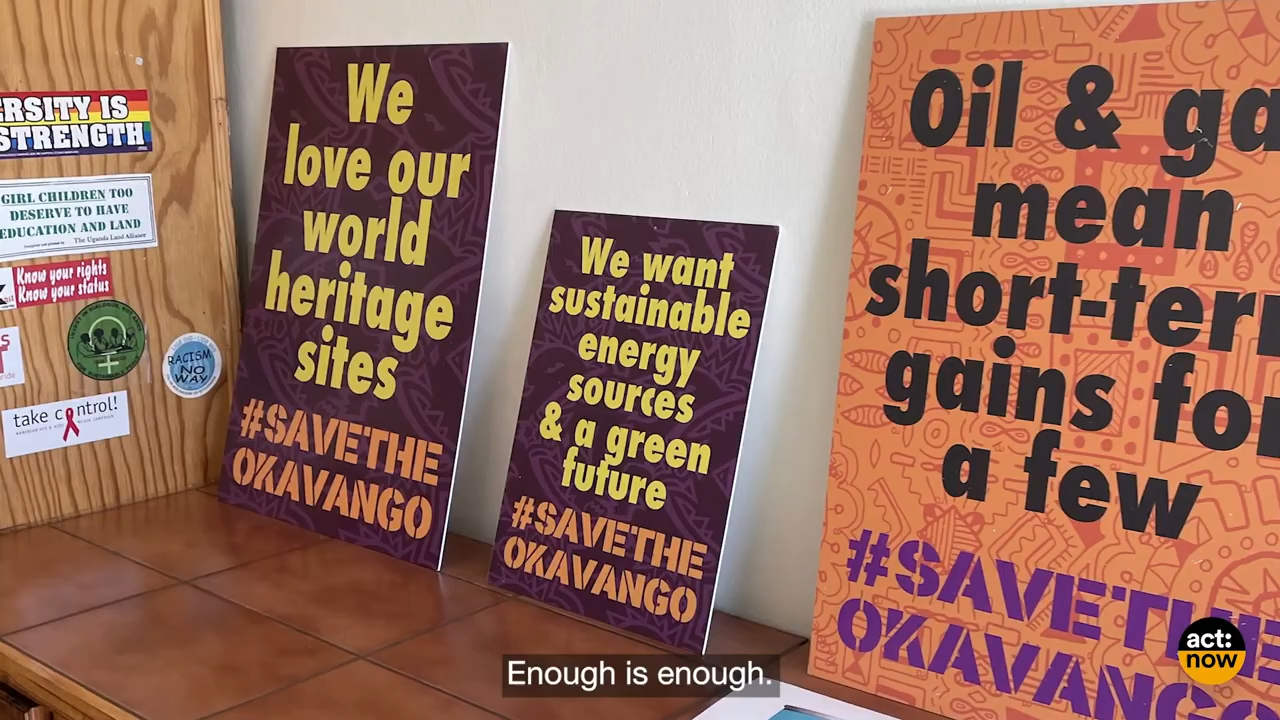 ERSITY IS
STRENGTH
GIRL CHILDREN TOO
DESERVE TO HAVE
EDUCATION AND LAND
The Uganda Land Alliance
Know your rights
Know your status
RACISM
NO
WAY
take control!
We
love our
world
heritage
sites
#SAVETHE
OKAVANGO
We want
sustainable
energy
sources
& a green
future
#SAVETHE
OKAVANGO
Oil & ga
mean
short-ter
gains for
a few
#SAVETHE
OKAVANGO
act:
now
Enough is enough.